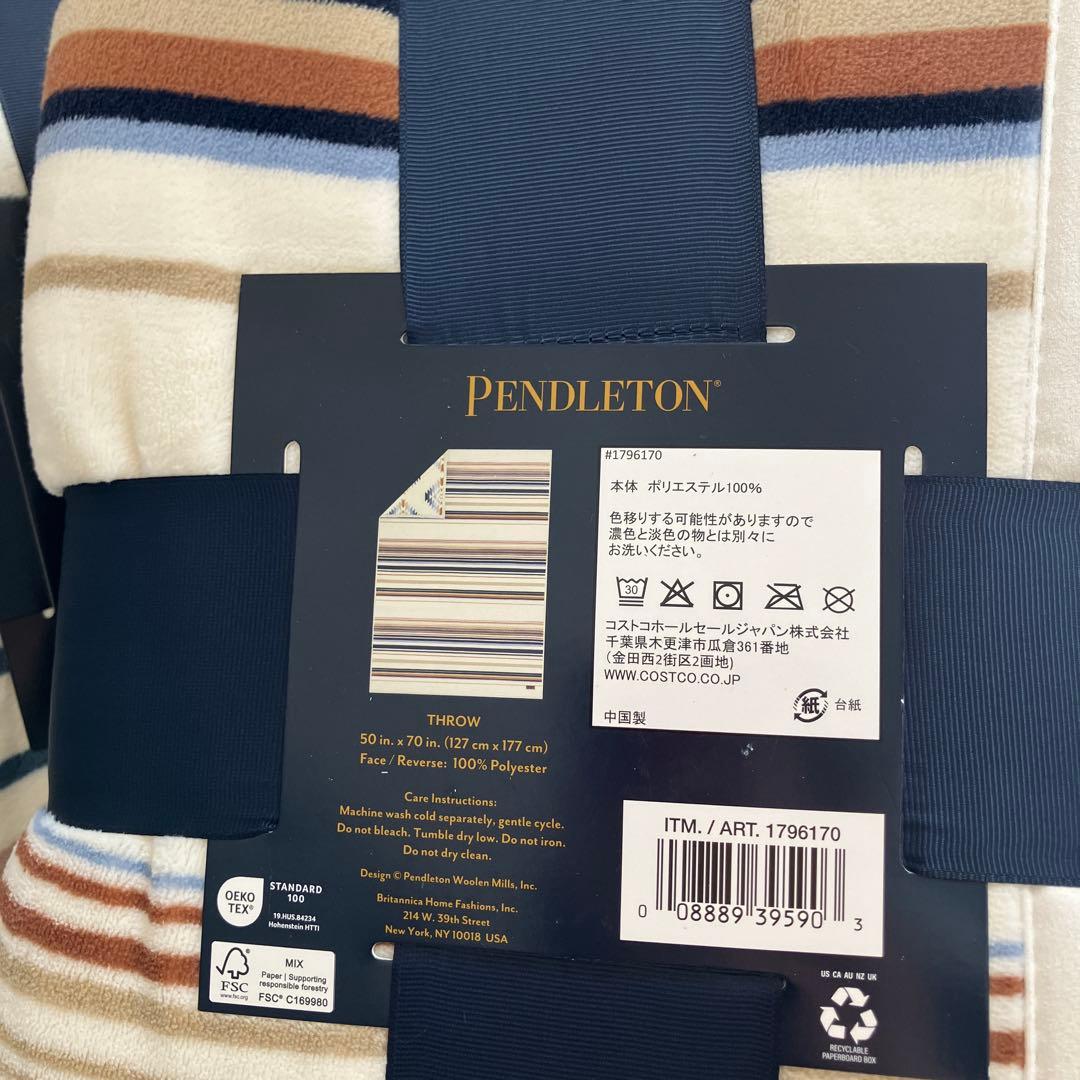 PENDLETON®
THROW
50 in. x 70 in. (127 cm x 177 cm)
Face / Reverse: 100% Polyester
Care Instructions:
Machine wash cold separately, gentle cycle.
Do not bleach. Tumble dry low. Do not iron.
Do not dry clean.
Design © Pendleton Woolen Mills, Inc.
Britannica Home Fashions, Inc.
214 W. 39th Street
New York, NY 10018 USA
OEKO
TEX®
STANDARD
100
19.HUS.84234
Hohenstein HTTI
FSC
www.fsc.org
MIX
Paper | Supporting
responsible forestry
FSC® C169980
#1796170
本体 ポリエステル100%
色移りする可能性がありますので
濃色と淡色の物とは別々に
お洗いください。
30
コストコホールセールジャパン株式会社
千葉県木更津市瓜倉361番地
(金田西2街区2画地)
WWW.COSTCO.CO.JP
中国製
紙 台紙
ITM. / ART. 1796170
0 08889 39590 3
US CA AU NZ UK
RECYCLABLE
PAPERBOARD BOX